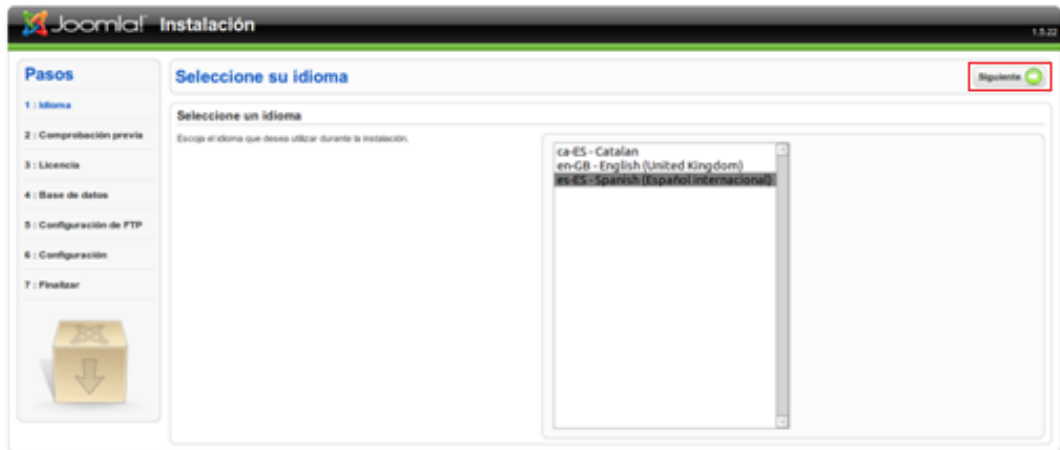 Joomla! Instalación
1.5.22
Pasos
1 : Idioma
2 : Comprobación previa
3 : Licencia
4 : Base de datos
5 : Configuración de FTP
6 : Configuración
7 : Finalizar
Seleccione su idioma
Siguiente
Seleccione un idioma
Escoja el idioma que desea utilizar durante la instalación.
ca-ES - Catalan
en-GB - English (United Kingdom)
es-ES - Spanish (Español internacional)